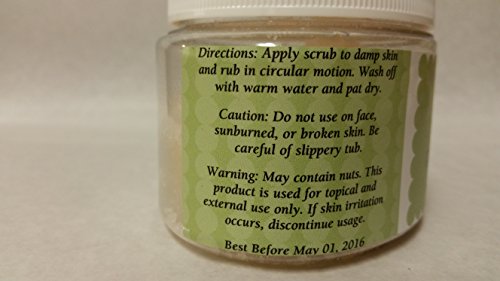 Directions: Apply scrub to damp skin
and rub in circular motion. Wash off
with warm water and pat dry.
Caution: Do not use on face,
sunburned, or broken skin. Be
careful of slippery tub.
Warning: May contain nuts. This
product is used for topical and
external use only. If skin irritation
occurs, discontinue usage.
Best Before May 01, 2016